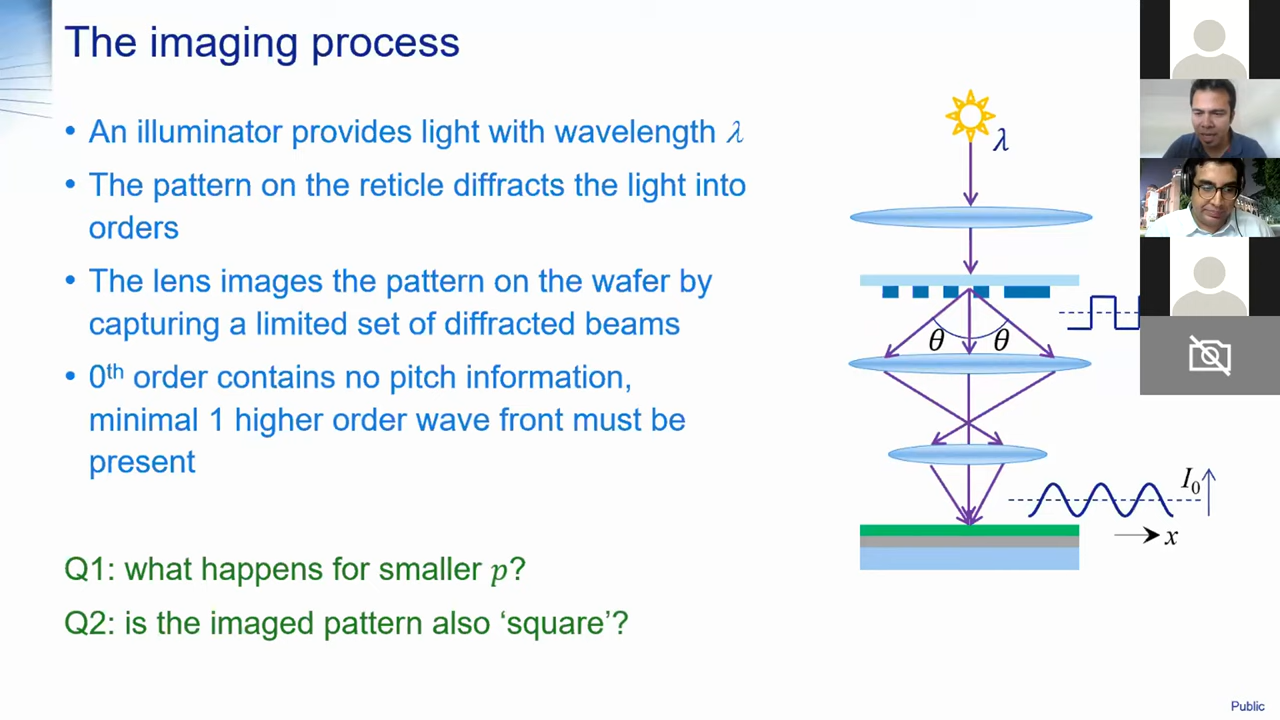 The imaging process
• An illuminator provides light with wavelength λ
• The pattern on the reticle diffracts the light into
orders
• The lens images the pattern on the wafer by
capturing a limited set of diffracted beams
• 0th order contains no pitch information,
minimal 1 higher order wave front must be
present
Q1: what happens for smaller p?
Q2: is the imaged pattern also ‘square’?
λ
θ θ
I0
x
Public